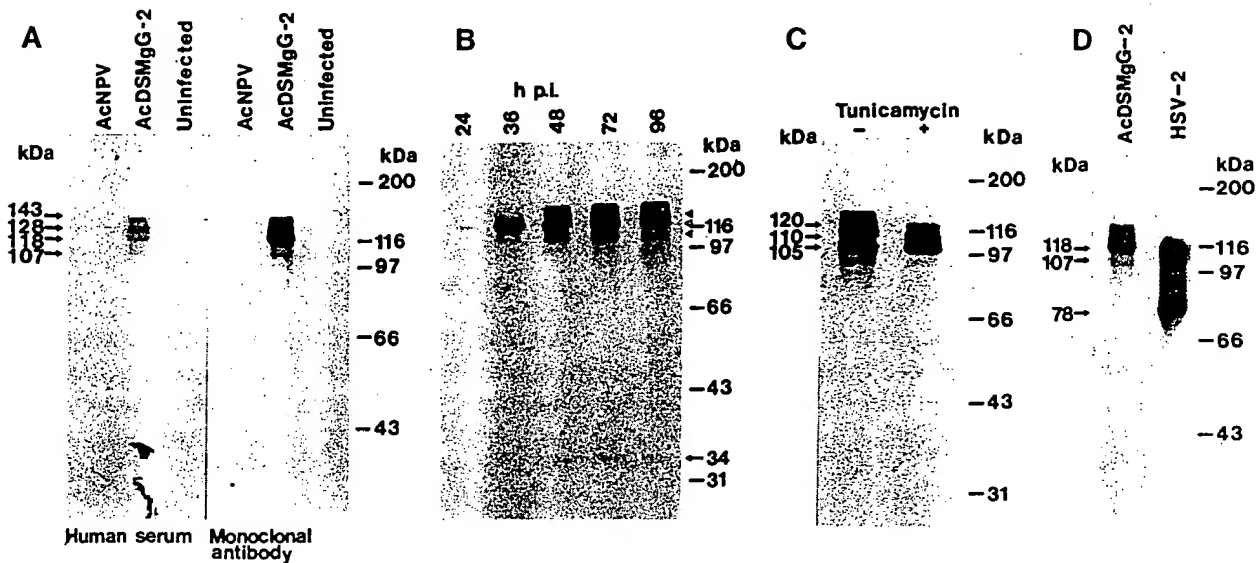 A
AcNPV
AcDSMgG-2
Uninfected
AcNPV
AcDSMgG-2
Uninfected
kDa
kDa
143
128
118
107
–200
–116
–97
–66
–43
Human serum
Monoclonal
antibody
B
h p.i.
24
36
48
72
96
kDa
–200
116
–97
–66
–43
34
–31
C
Tunicamycin
– +
kDa
120
110
105
–200
–116
–97
–66
–43
–31
D
AcDSMgG-2
HSV-2
kDa
kDa
118
107
78
–200
–116
–97
–66
–43